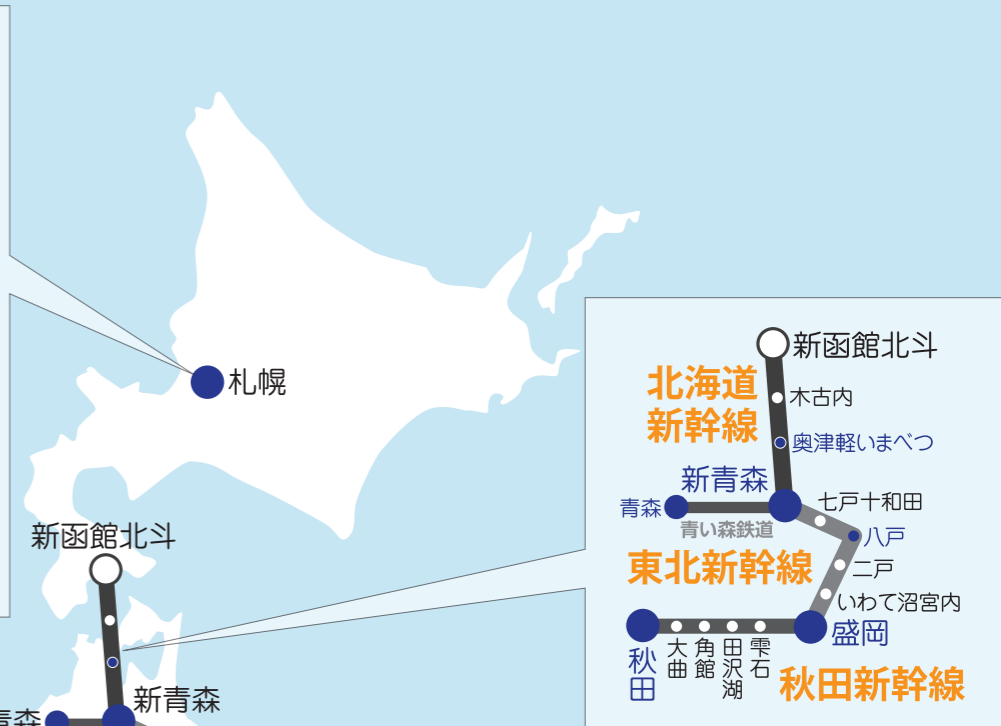 札幌
新函館北斗
新青森
青森
新函館北斗
北海道
新幹線
木古内
奥津軽いまべつ
新青森
青森
青い森鉄道
七戸十和田
八戸
東北新幹線
二戸
いわて沼宮内
盛岡
秋田
大曲
角館
田沢湖
雫石
秋田新幹線